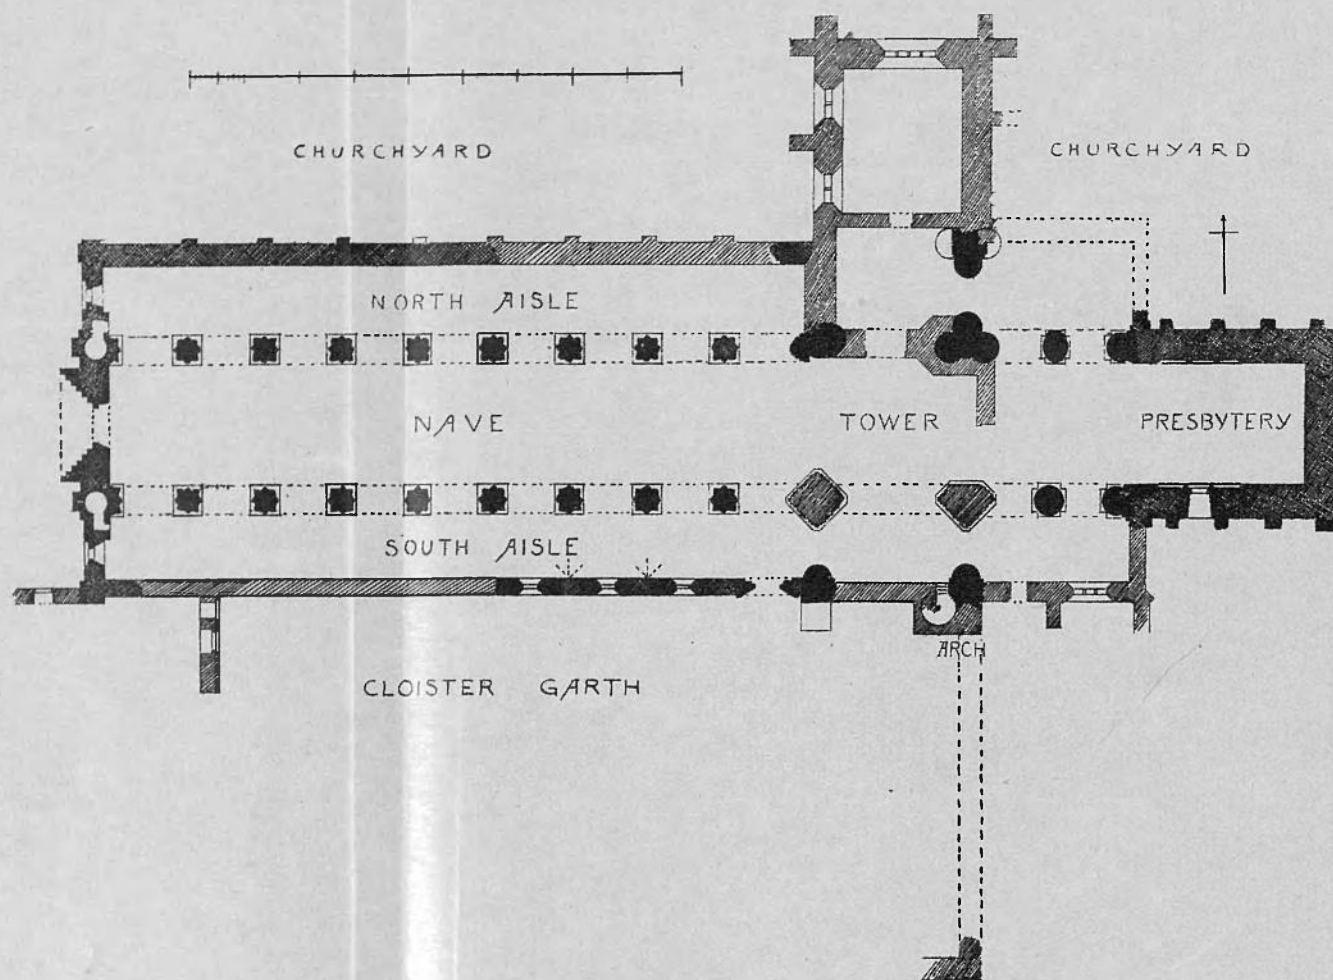 CHURCHYARD
CHURCHYARD
NORTH AISLE
NAVE
TOWER
PRESBYTERY
SOUTH AISLE
ARCH
CLOISTER GARTH